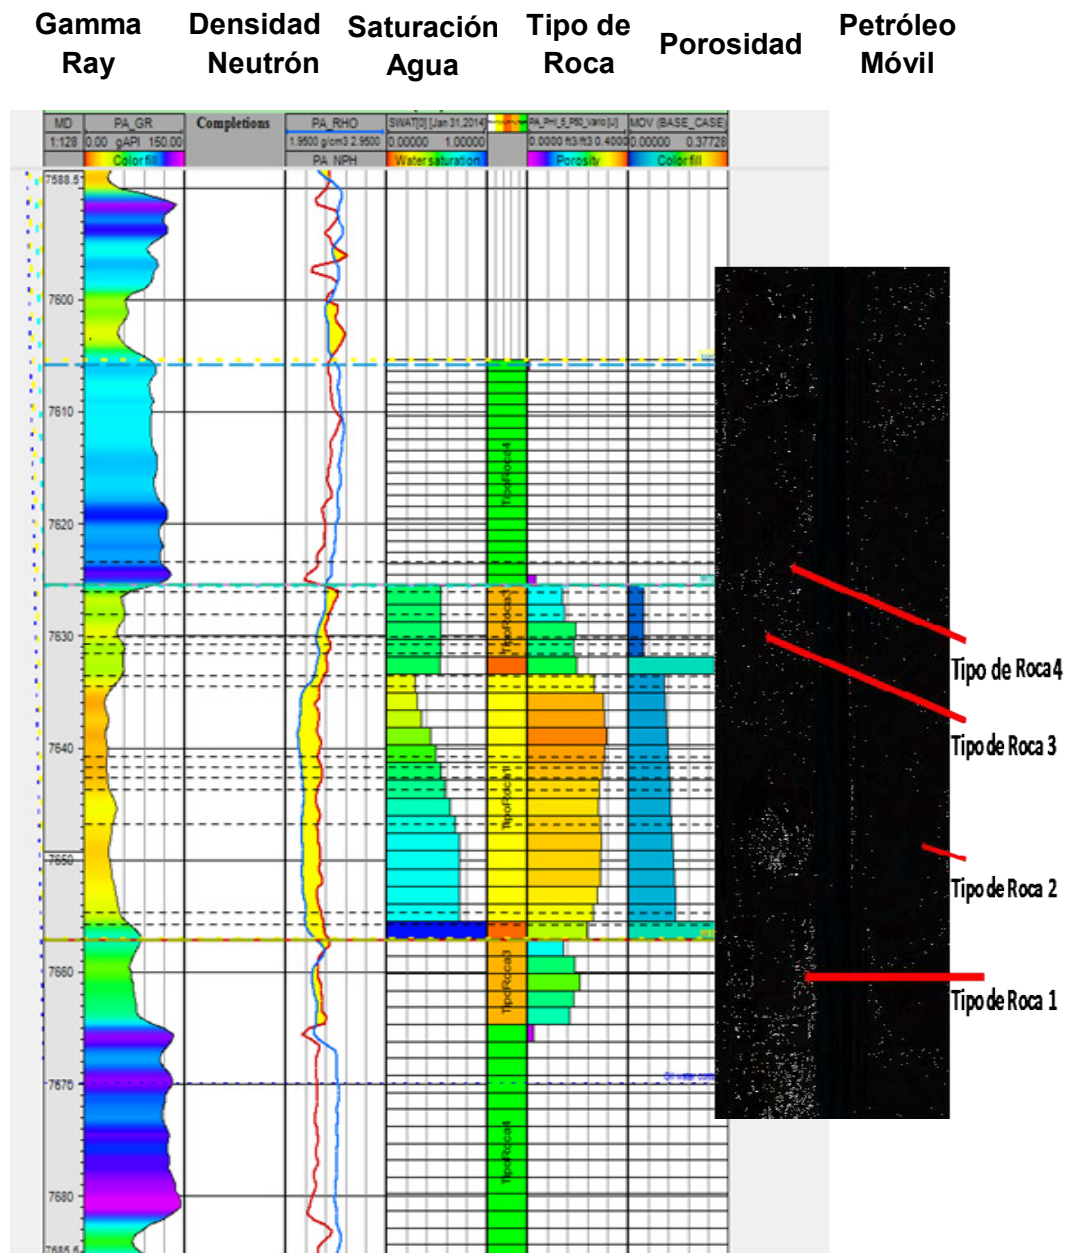 Gamma Ray
Densidad Neutrón
Saturación Agua
Tipo de Roca
Porosidad
Petróleo Móvil
MD PA_GR Completions PA_RHO SWAT[0] [Jan 31,2014] PA_PHI_5_P50_Vario [U] MOV (BASE_CASE)
1:128 0.00 gAPI 150.00 1.9500 g/cm3 2.9500 0.00000 1.00000 0.0000 ft3/ft3 0.4000 0.00000 0.37728
Color fill PA_NPH Water saturation Porosity Color fill
7588.5
7600
7610
TipoRoca4
7620
TipoRoca3
7630
Tipo de Roca 4
Tipo de Roca 3
7640
TipoRoca1
7650
Tipo de Roca 2
7660
TipoRoca3
Tipo de Roca 1
7670
Oil water cont
TipoRoca4
7680
7685.6